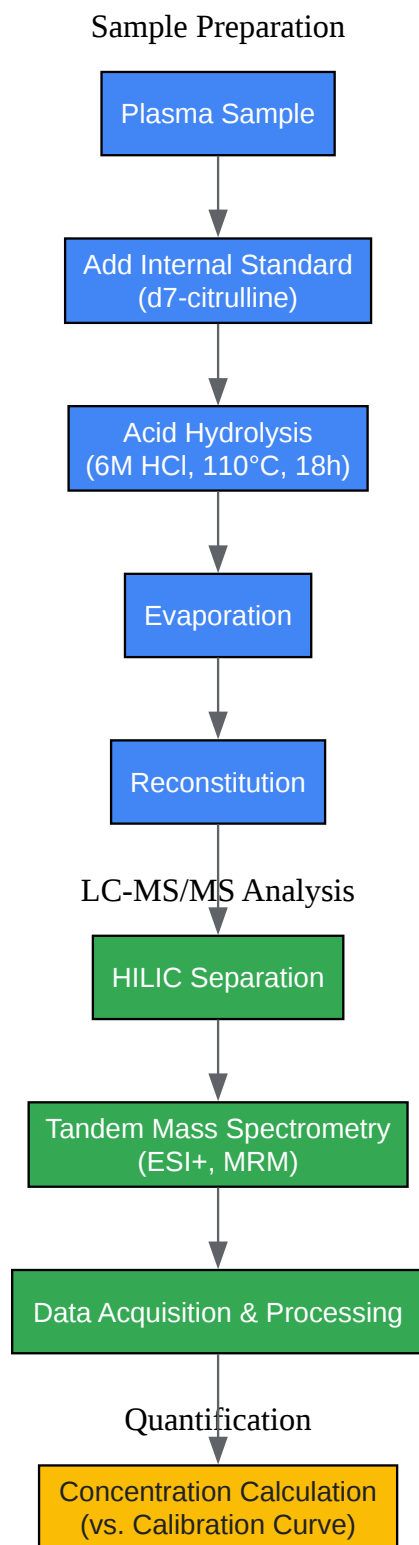 Sample Preparation
Plasma Sample
Add Internal Standard
(d7-citrulline)
Acid Hydrolysis
(6M HCl, 110°C, 18h)
Evaporation
Reconstitution
LC-MS/MS Analysis
HILIC Separation
Tandem Mass Spectrometry
(ESI+, MRM)
Data Acquisition & Processing
Quantification
Concentration Calculation
(vs. Calibration Curve)